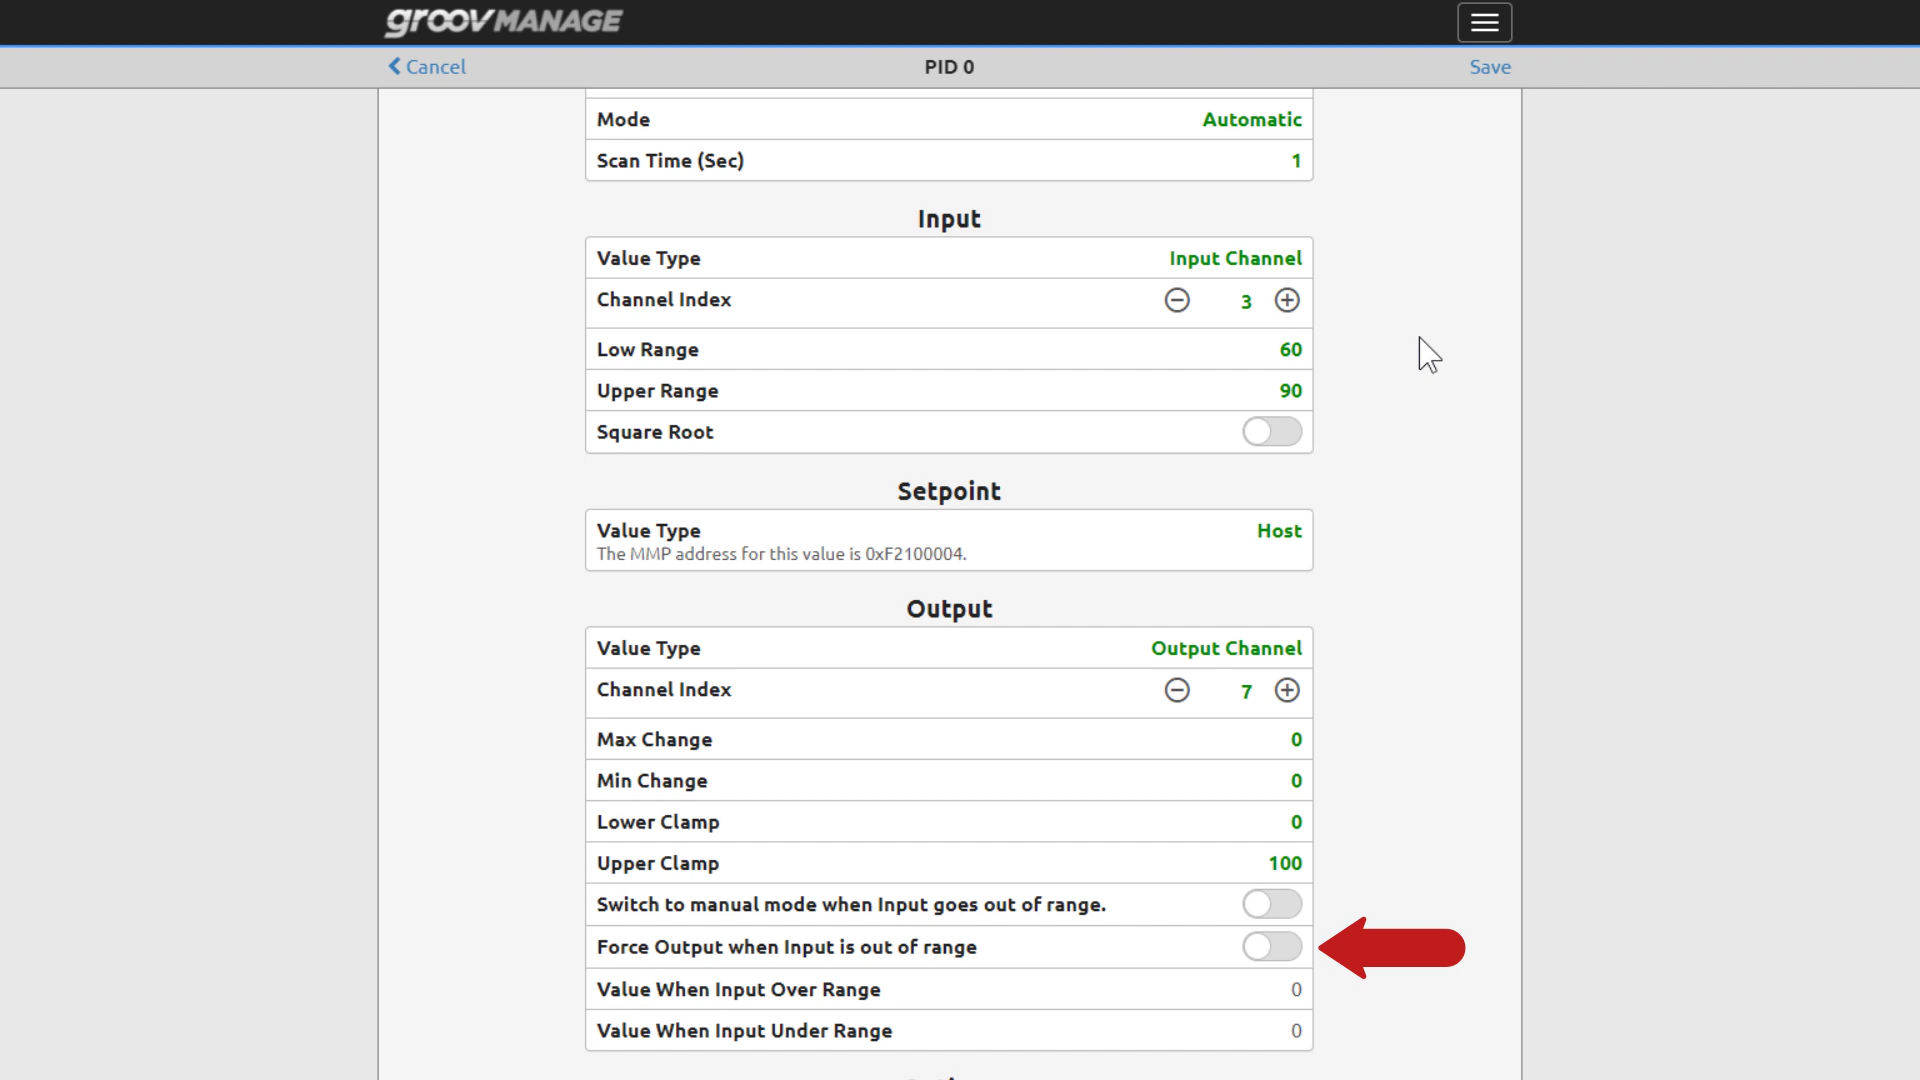 groov MANAGE
Cancel
PID 0
Save
Mode
Automatic
Scan Time (Sec)
1
Input
Value Type
Input Channel
Channel Index
3
Low Range
60
Upper Range
90
Square Root
Setpoint
Value Type
Host
The MMP address for this value is 0xF2100004.
Output
Value Type
Output Channel
Channel Index
7
Max Change
0
Min Change
0
Lower Clamp
0
Upper Clamp
100
Switch to manual mode when Input goes out of range.
Force Output when Input is out of range
Value When Input Over Range
0
Value When Input Under Range
0